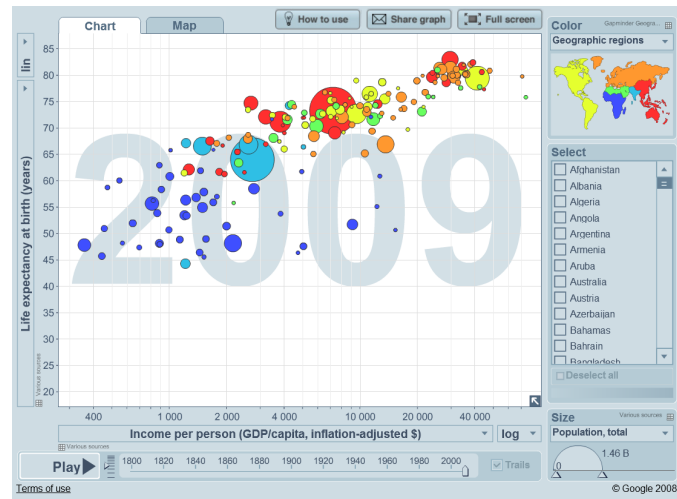 Chart
Map
How to use
Share graph
Full screen
Color
Gapminder Geogra...
Geographic regions
lin
Life expectancy at birth (years)
Various sources
85
80
75
70
65
60
55
50
45
40
35
30
25
20
2009
400
1 000
2 000
4 000
10 000
20 000
40 000
Various sources
Income per person (GDP/capita, inflation-adjusted $)
log
Select
Afghanistan
Albania
Algeria
Angola
Argentina
Armenia
Aruba
Australia
Austria
Azerbaijan
Bahamas
Bahrain
Bangladesh
Deselect all
Size
Various sources
Population, total
1.46 B
0
Play
1800 1820 1840 1860 1880 1900 1920 1940 1960 1980 2000
Trails
Terms of use
© Google 2008